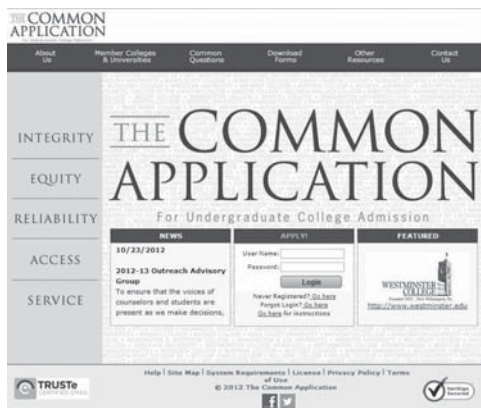 THE COMMON
APPLICATION
About Us
Member Colleges & Universities
Common Questions
Download Forms
Other Resources
Contact Us
INTEGRITY
EQUITY
RELIABILITY
ACCESS
SERVICE
THE COMMON
APPLICATION
For Undergraduate College Admission
NEWS
10/23/2012
2012-13 Outreach Advisory
Group
To ensure that the voices of
counselors and students are
present as we make decisions,
APPLY!
User Name:
Password:
Login
Never Registered? Go here
Forgot Login? Go here
Go here for instructions
FEATURED
WESTMINSTER
COLLEGE
http://www.westminster.edu
Help | Site Map | System Requirements | License | Privacy Policy | Terms
of Use
© 2012 The Common Application
TRUSTe
CERTIFIED EMAIL
VeriSign
Secured